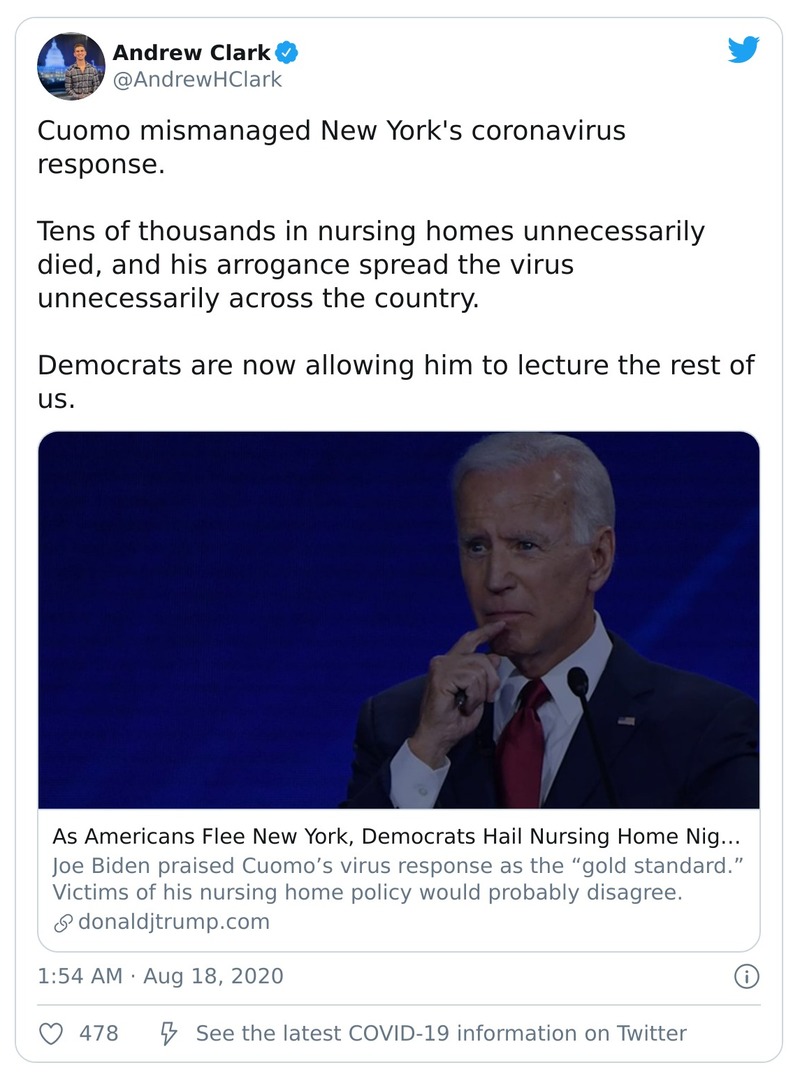 Andrew Clark
@AndrewHClark
Cuomo mismanaged New York's coronavirus
response.
Tens of thousands in nursing homes unnecessarily
died, and his arrogance spread the virus
unnecessarily across the country.
Democrats are now allowing him to lecture the rest of
us.
As Americans Flee New York, Democrats Hail Nursing Home Nig...
Joe Biden praised Cuomo’s virus response as the “gold standard.”
Victims of his nursing home policy would probably disagree.
donaldjtrump.com
1:54 AM · Aug 18, 2020
478 See the latest COVID-19 information on Twitter